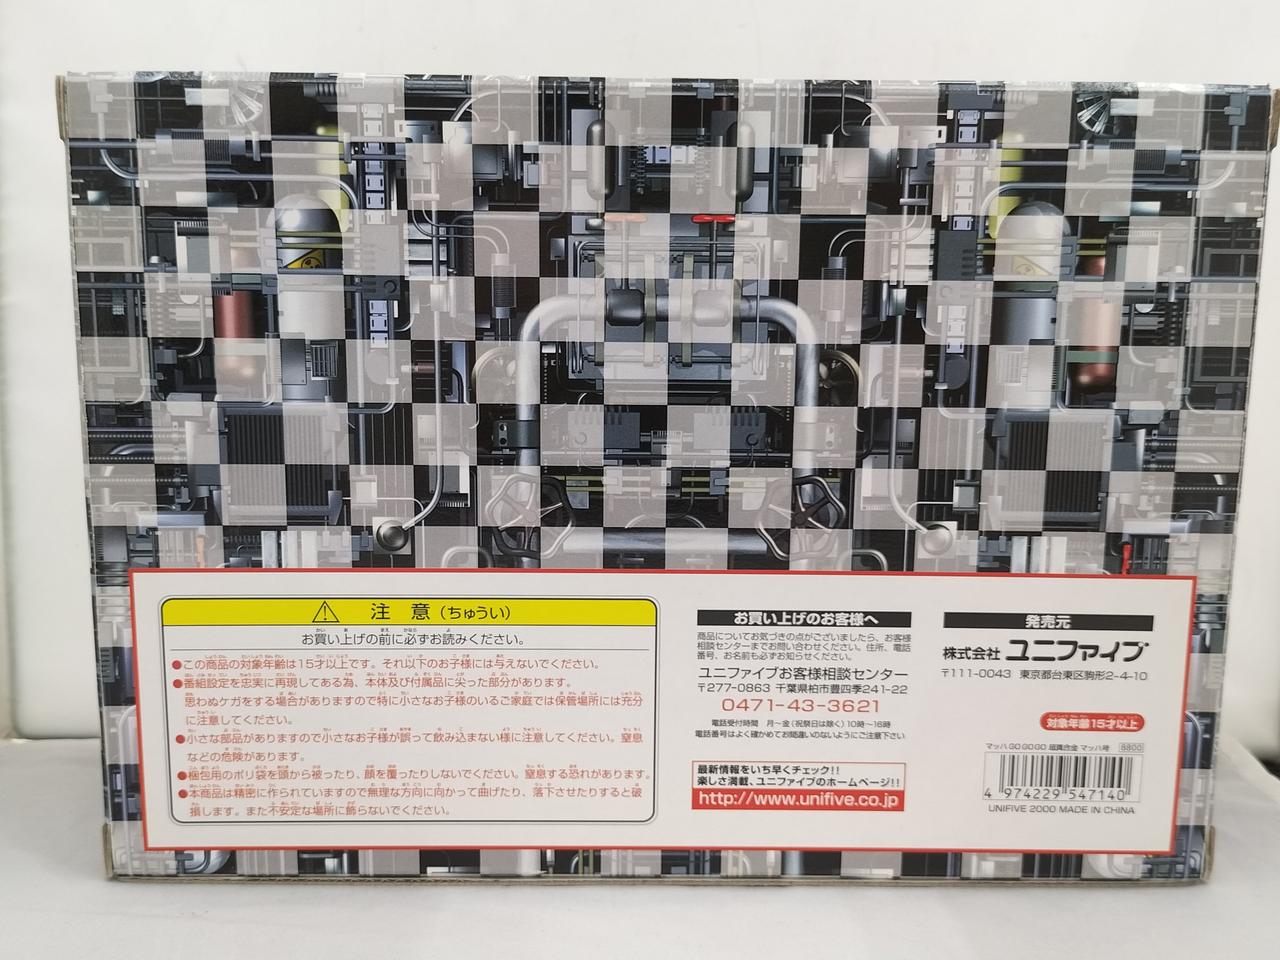 注意(ちゅうい)
お買い上げの前に必ずお読みください。
●この商品の対象年齢は15才以上です。それ以下のお子様には与えないでください。
●番組設定を忠実に再現してある為、本体及び付属品に尖った部分があります。
思わぬケガをする場合がありますので特に小さなお子様のいるご家庭では保管場所には充分
に注意してください。
●小さな部品がありますので小さなお子様が誤って飲み込まない様に注意してください。窒息
などの危険があります。
●梱包用のポリ袋を頭から被ったり、顔を覆ったりしないでください。窒息する恐れがあります。
●本商品は精密に作られていますので無理な方向に向かって曲げたり、落下させたりすると破
損します。また不安定な場所に飾らないでください。
お買い上げのお客様へ
商品についてお気づきの点がございましたら、お客様
相談センターまでお問い合わせください。住所、電話
番号、お名前も必ずお知らせください。
ユニファイブお客様相談センター
〒277-0863 千葉県柏市豊四季241-22
0471-43-3621
電話受付時間 月~金(祝祭日は除く)10時~16時
電話番号はよく確かめてお間違いのないようにご注意下さい
最新情報をいち早くチェック!!
楽しさ満載、ユニファイブのホームページ!!
http://www.unifive.co.jp
発売元
株式会社 ユニファイブ
〒111-0043 東京都台東区駒形2-4-10
対象年齢15才以上
マッハ GO GO GO 超真合金 マッハ号 8800
4 974229 547140
UNIFIVE 2000 MADE IN CHINA